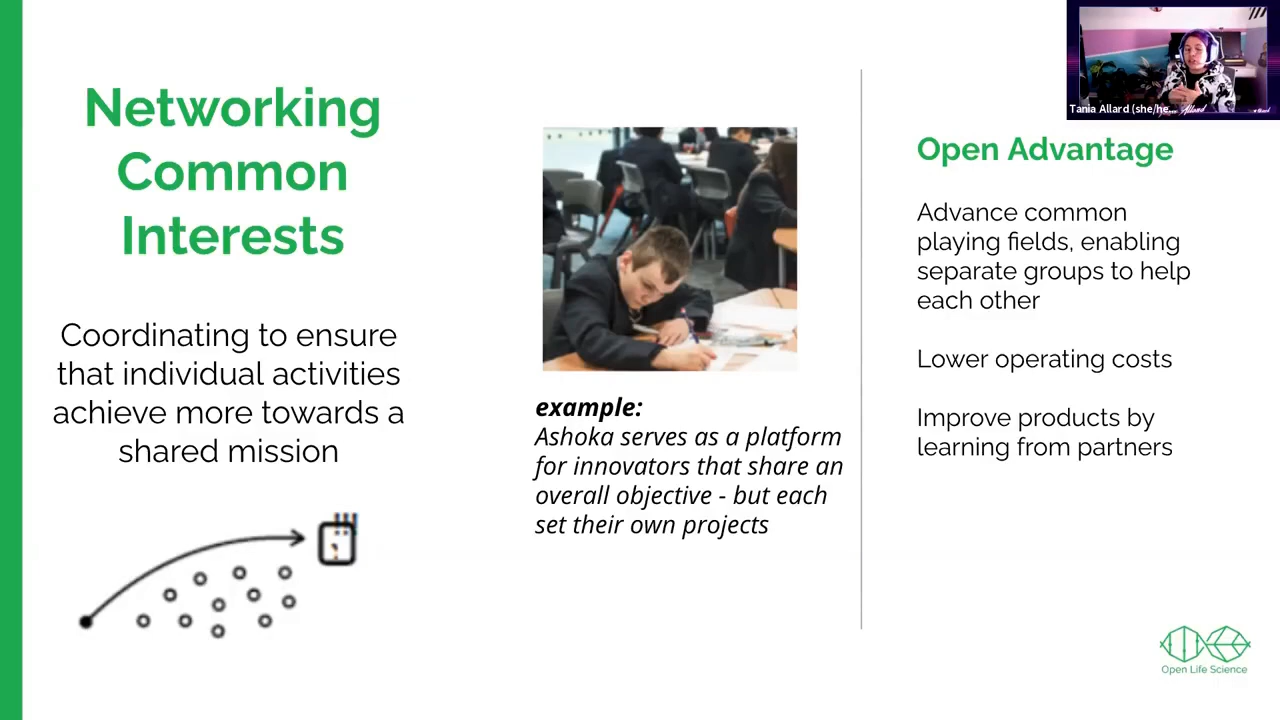 Networking
Common
Interests
Coordinating to ensure
that individual activities
achieve more towards a
shared mission
example:
Ashoka serves as a platform
for innovators that share an
overall objective - but each
set their own projects
Tania Allard (she/he...
Open Advantage
Advance common
playing fields, enabling
separate groups to help
each other
Lower operating costs
Improve products by
learning from partners
Open Life Science